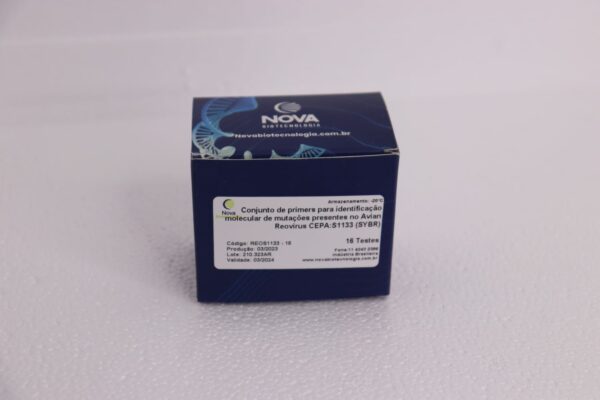 NOVA
BIOTECNOLOGIA
Novabiotecnologia.com.br
Armazenamento: -20°C
Nova
Conjunto de primers para identificação
molecular de mutações presentes no Avian
Reovírus CEPA:S1133 (SYBR)
Código: REOS1133 - 16
16 Testes
Produção: 03/2023
Lote: 210.323AR
Validade: 03/2024
Indústria Brasileira
www.novabiotecnologia.com.br